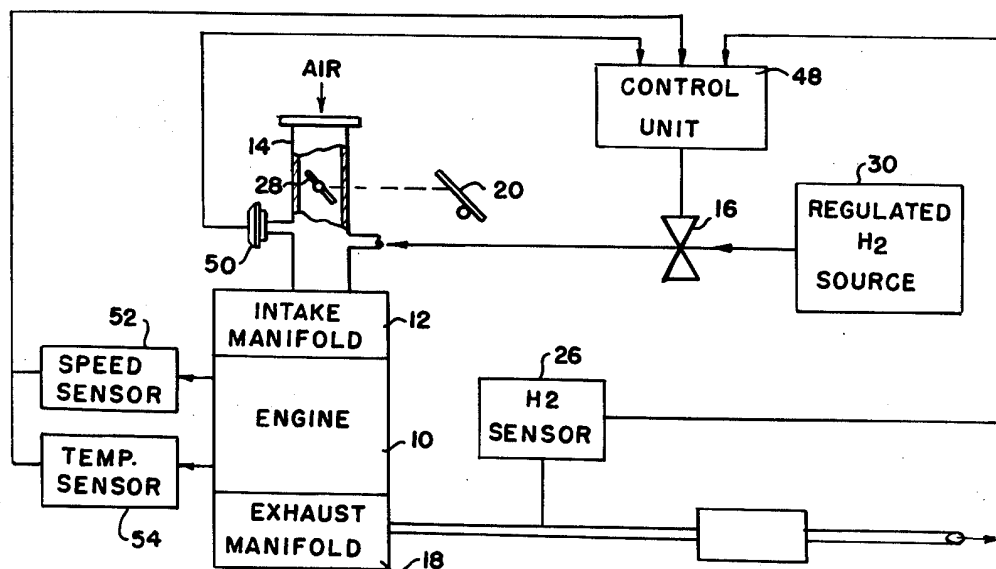 AIR
14
28
20
50
CONTROL
UNIT
48
16
30
REGULATED
H2
SOURCE
INTAKE
MANIFOLD
12
52
SPEED
SENSOR
ENGINE
10
TEMP.
SENSOR
54
26
H2
SENSOR
EXHAUST
MANIFOLD
18